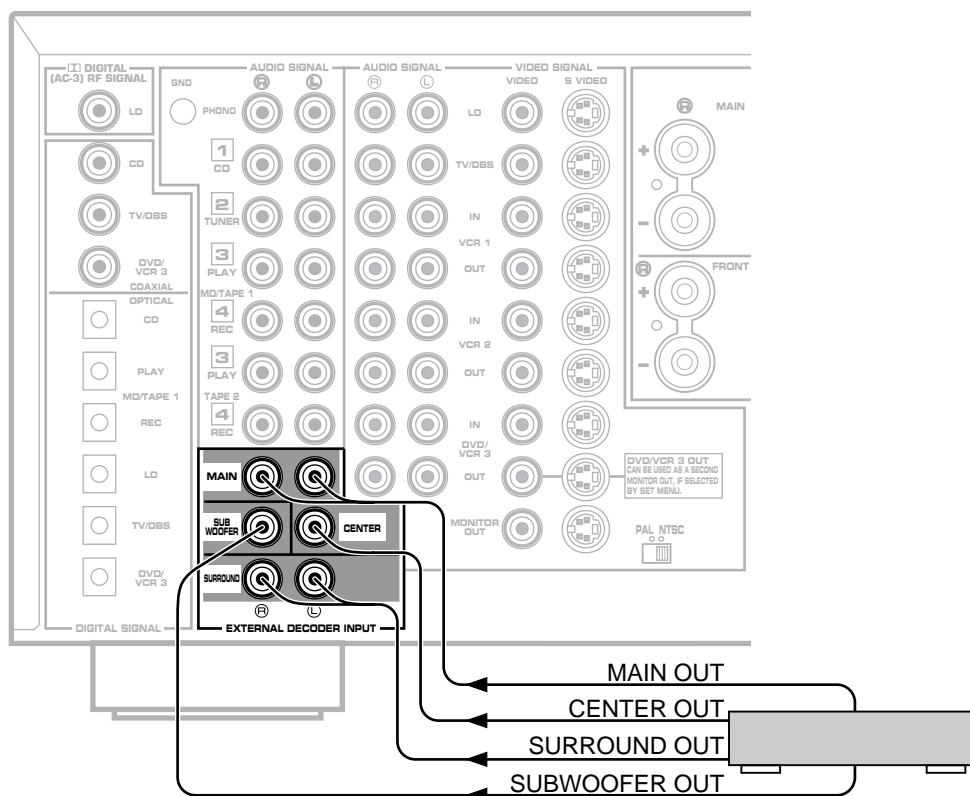 DIGITAL
(AC-3) RF SIGNAL
LD
CD
TV/DBS
DVD/
VCR 3
COAXIAL
OPTICAL
CD
PLAY
MD/TAPE 1
REC
LD
TV/DBS
DVD/
VCR 3
DIGITAL SIGNAL
GND
AUDIO SIGNAL
R L
PHONO
1
CD
2
TUNER
3
PLAY
MD/TAPE 1
4
REC
3
PLAY
TAPE 2
4
REC
MAIN
SUB
WOOFER
CENTER
SURROUND
R L
EXTERNAL DECODER INPUT
AUDIO SIGNAL
R L
VIDEO SIGNAL
VIDEO S VIDEO
LD
TV/DBS
IN
VCR 1
OUT
IN
VCR 2
OUT
IN
DVD/
VCR 3
OUT
MONITOR
OUT
DVD/VCR 3 OUT
CAN BE USED AS A SECOND
MONITOR OUT, IF SELECTED
BY SET MENU.
PAL NTSC
R MAIN
+
–
R FRONT
+
–
MAIN OUT
CENTER OUT
SURROUND OUT
SUBWOOFER OUT